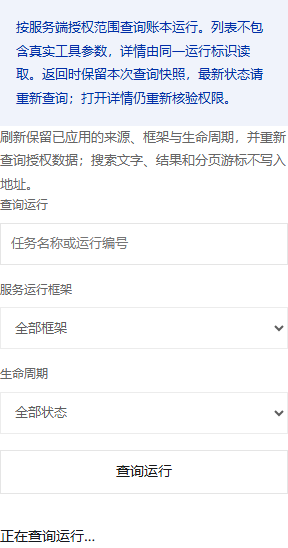 按服务端授权范围查询账本运行。列表不包
含真实工具参数，详情由同一运行标识读
取。返回时保留本次查询快照，最新状态请
重新查询；打开详情仍重新核验权限。
刷新保留已应用的来源、框架与生命周期，并重新
查询授权数据；搜索文字、结果和分页游标不写入
地址。
查询运行
任务名称或运行编号
服务运行框架
全部框架
生命周期
全部状态
查询运行
正在查询运行...